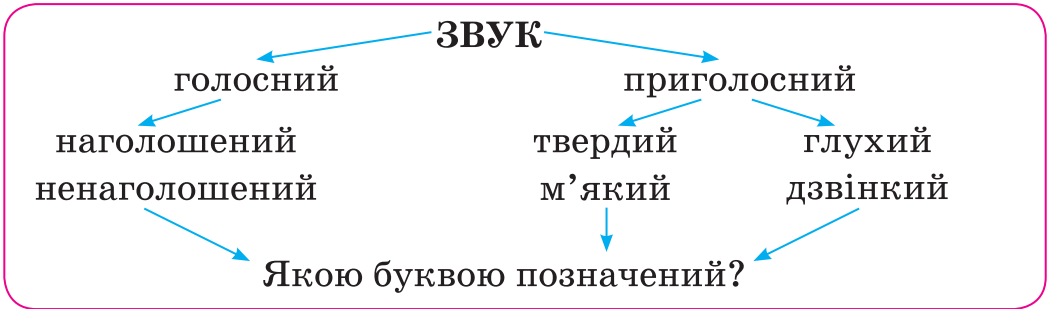 ЗВУК
голосний приголосний
наголошений твердий глухий
ненаголошений м’який дзвінкий
Якою буквою позначений?